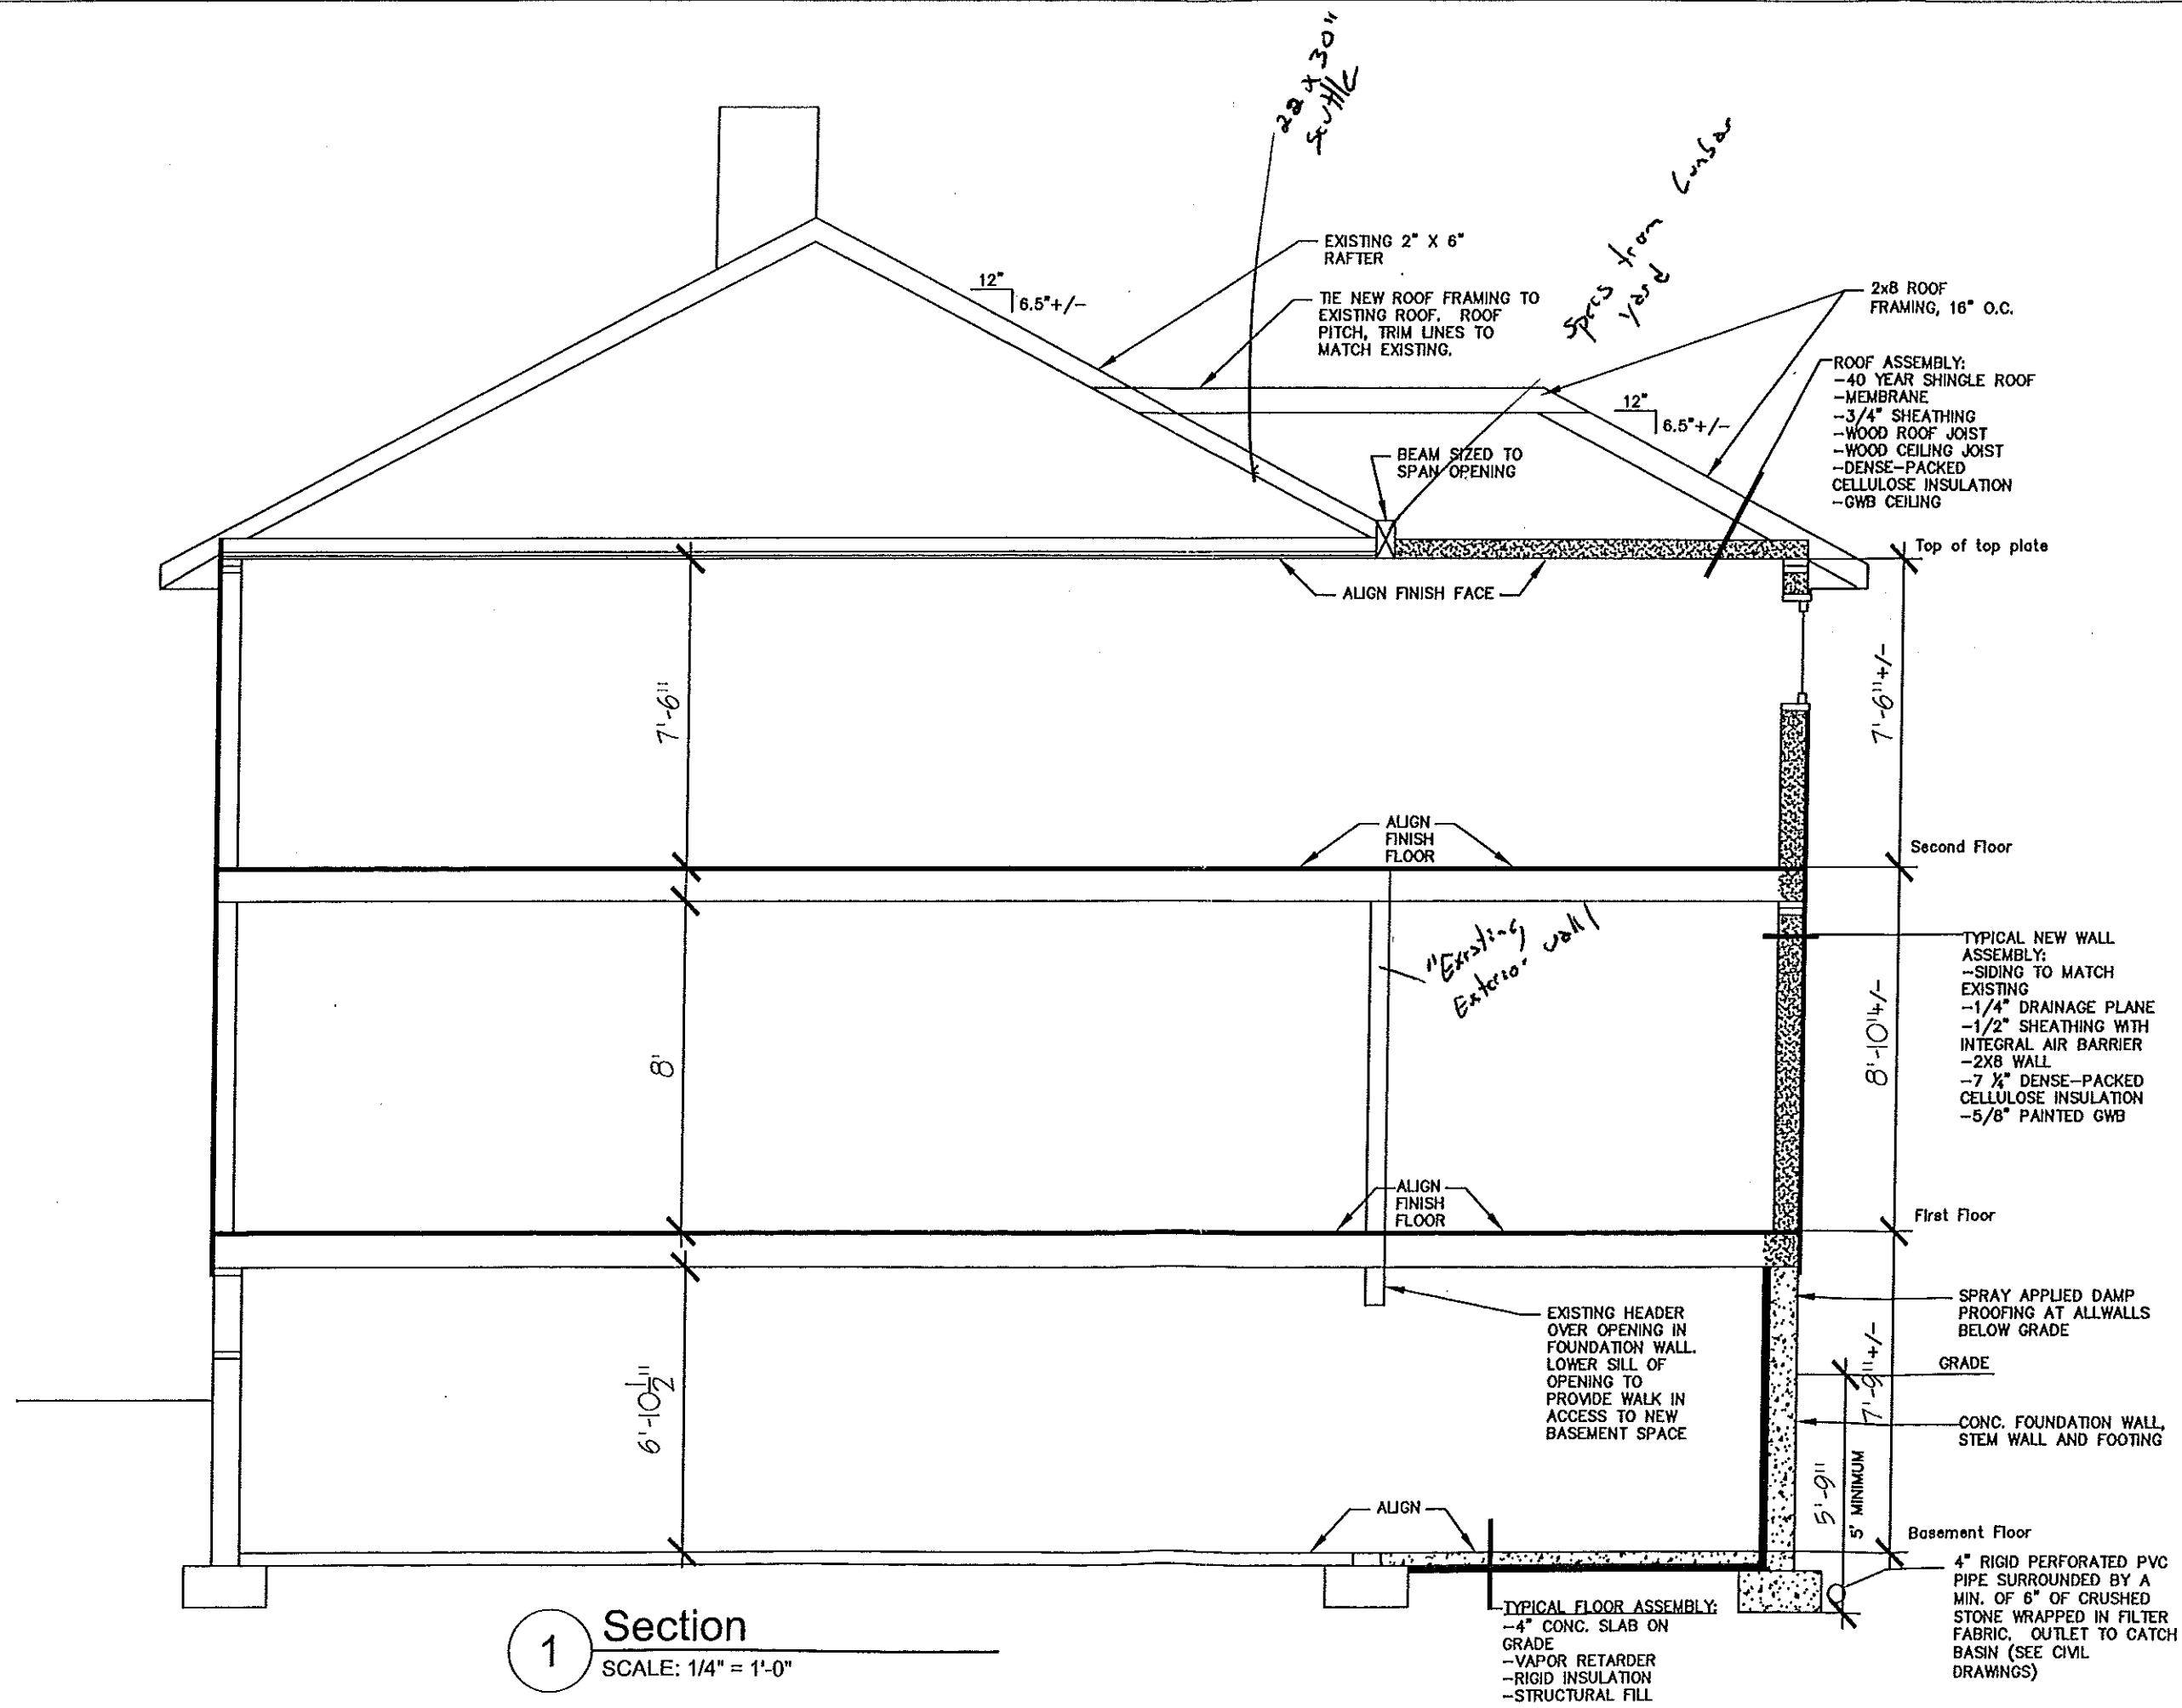 22 x 30"
Scuttle
Specs from Lumber
yard
EXISTING 2" X 6"
RAFTER
12"
6.5"+/-
TIE NEW ROOF FRAMING TO
EXISTING ROOF. ROOF
PITCH, TRIM LINES TO
MATCH EXISTING.
2x8 ROOF
FRAMING, 16" O.C.
ROOF ASSEMBLY:
-40 YEAR SHINGLE ROOF
-MEMBRANE
-3/4" SHEATHING
-WOOD ROOF JOIST
-WOOD CEILING JOIST
-DENSE-PACKED
CELLULOSE INSULATION
-GWB CEILING
12"
6.5"+/-
BEAM SIZED TO
SPAN OPENING
Top of top plate
ALIGN FINISH FACE
7'-6"
7'-6"+/-
ALIGN
FINISH
FLOOR
Second Floor
"Existing
Exterior wall
TYPICAL NEW WALL
ASSEMBLY:
-SIDING TO MATCH
EXISTING
-1/4" DRAINAGE PLANE
-1/2" SHEATHING WITH
INTEGRAL AIR BARRIER
-2X8 WALL
-7 ¼" DENSE-PACKED
CELLULOSE INSULATION
-5/8" PAINTED GWB
8'
8'-10"+/-
ALIGN
FINISH
FLOOR
First Floor
EXISTING HEADER
OVER OPENING IN
FOUNDATION WALL.
LOWER SILL OF
OPENING TO
PROVIDE WALK IN
ACCESS TO NEW
BASEMENT SPACE
SPRAY APPLIED DAMP
PROOFING AT ALLWALLS
BELOW GRADE
GRADE
6'-10 1/2"
7'-9"+/-
CONC. FOUNDATION WALL,
STEM WALL AND FOOTING
5'-9"
5' MINIMUM
ALIGN
Basement Floor
4" RIGID PERFORATED PVC
PIPE SURROUNDED BY A
MIN. OF 6" OF CRUSHED
STONE WRAPPED IN FILTER
FABRIC. OUTLET TO CATCH
BASIN (SEE CIVIL
DRAWINGS)
TYPICAL FLOOR ASSEMBLY:
-4" CONC. SLAB ON
GRADE
-VAPOR RETARDER
-RIGID INSULATION
-STRUCTURAL FILL
1
Section
SCALE: 1/4" = 1'-0"